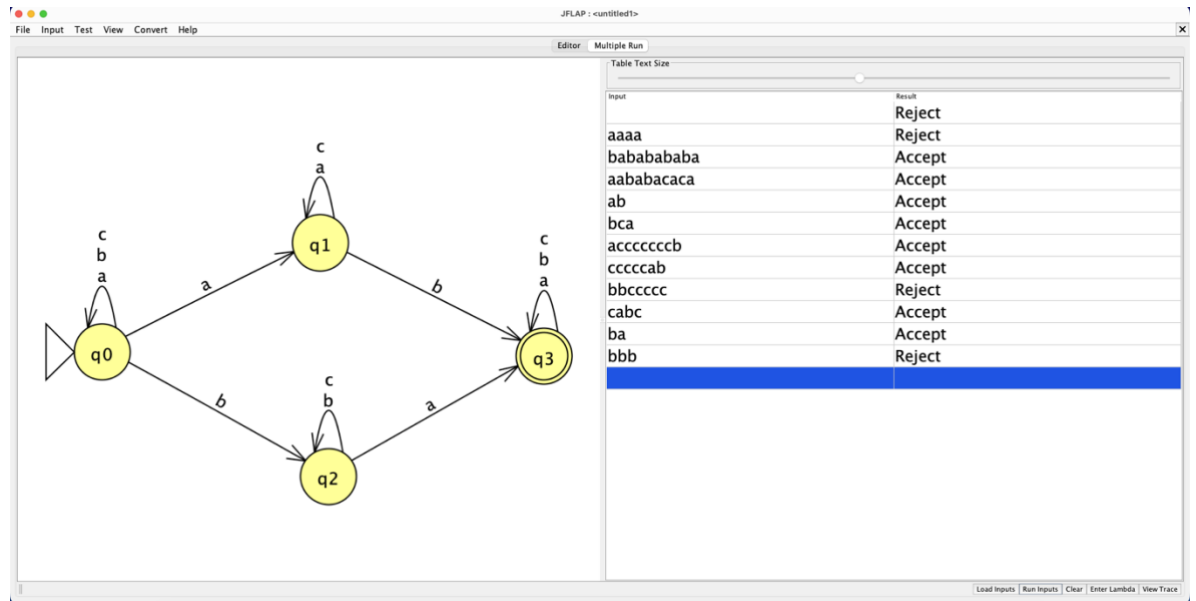 JFLAP : <untitled1>
File Input Test View Convert Help
Editor Multiple Run
Table Text Size
Input Result
Reject
aaaa Reject
bababababa Accept
aababacaca Accept
ab Accept
bca Accept
acccccccb Accept
cccccab Accept
bbccccc Reject
cabc Accept
ba Accept
bbb Reject
c
a
q1
c
b
a
a
b
c
b
a
q0
q3
b
c
b
a
q2
Load Inputs Run Inputs Clear Enter Lambda View Trace